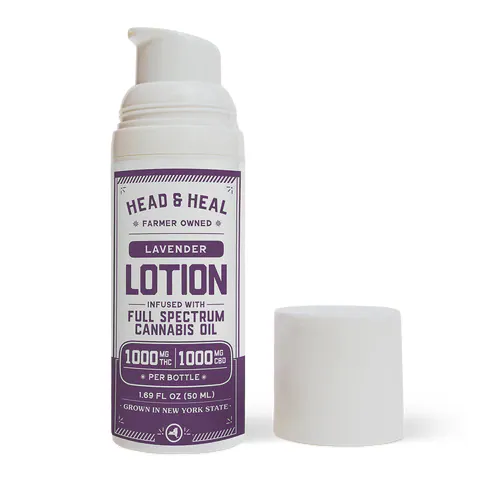 HEAD & HEAL
FARMER OWNED
LAVENDER
LOTION
INFUSED WITH
FULL SPECTRUM
CANNABIS OIL
1000 MG THC | 1000 MG CBD
PER BOTTLE
1.69 FL OZ (50 ML)
GROWN IN NEW YORK STATE